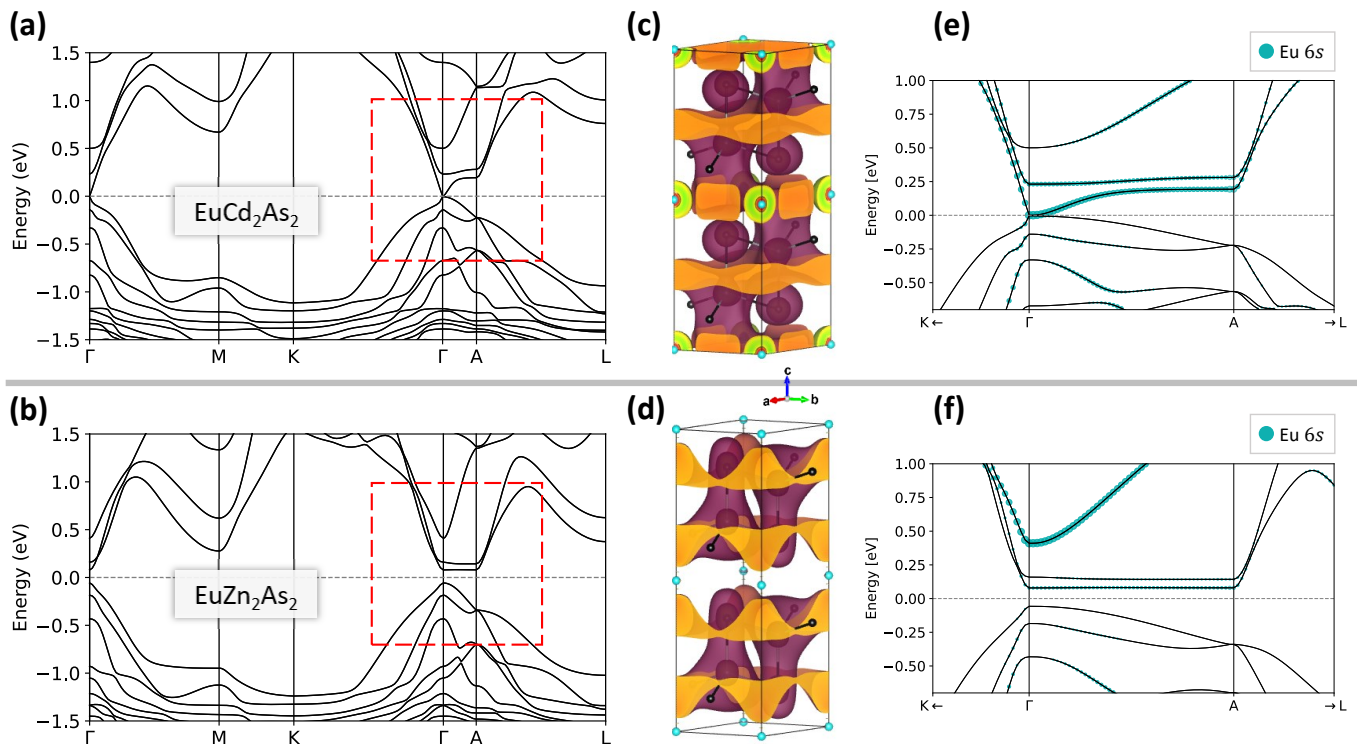 (a)
1.5
1.0
0.5
0.0
−0.5
−1.0
−1.5
Energy (eV)
EuCd₂As₂
Γ M K Γ A L
(c)
(e)
Eu 6s
1.00
0.75
0.50
0.25
0.00
−0.25
−0.50
Energy [eV]
K ← Γ A → L
c
a b
(b)
1.5
1.0
0.5
0.0
−0.5
−1.0
−1.5
Energy (eV)
EuZn₂As₂
Γ M K Γ A L
(d)
(f)
Eu 6s
1.00
0.75
0.50
0.25
0.00
−0.25
−0.50
Energy [eV]
K ← Γ A → L